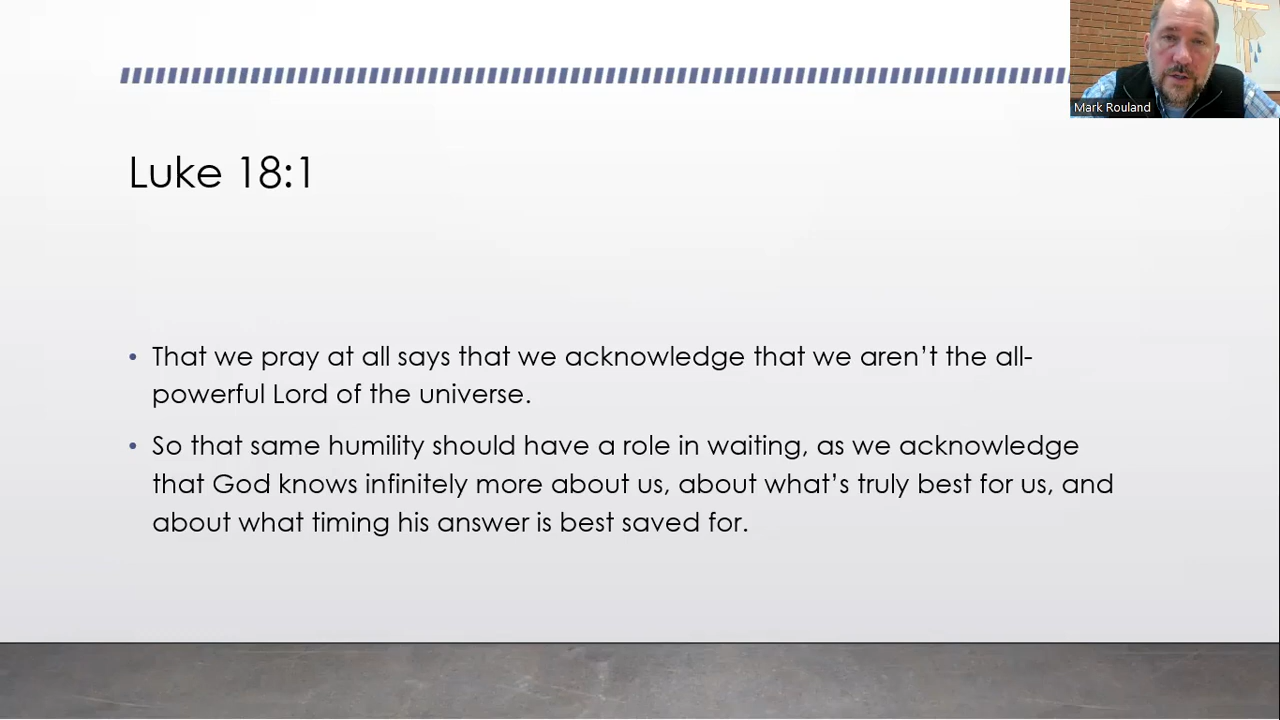 Mark Rouland
Luke 18:1
• That we pray at all says that we acknowledge that we aren’t the all-
powerful Lord of the universe.
• So that same humility should have a role in waiting, as we acknowledge
that God knows infinitely more about us, about what’s truly best for us, and
about what timing his answer is best saved for.